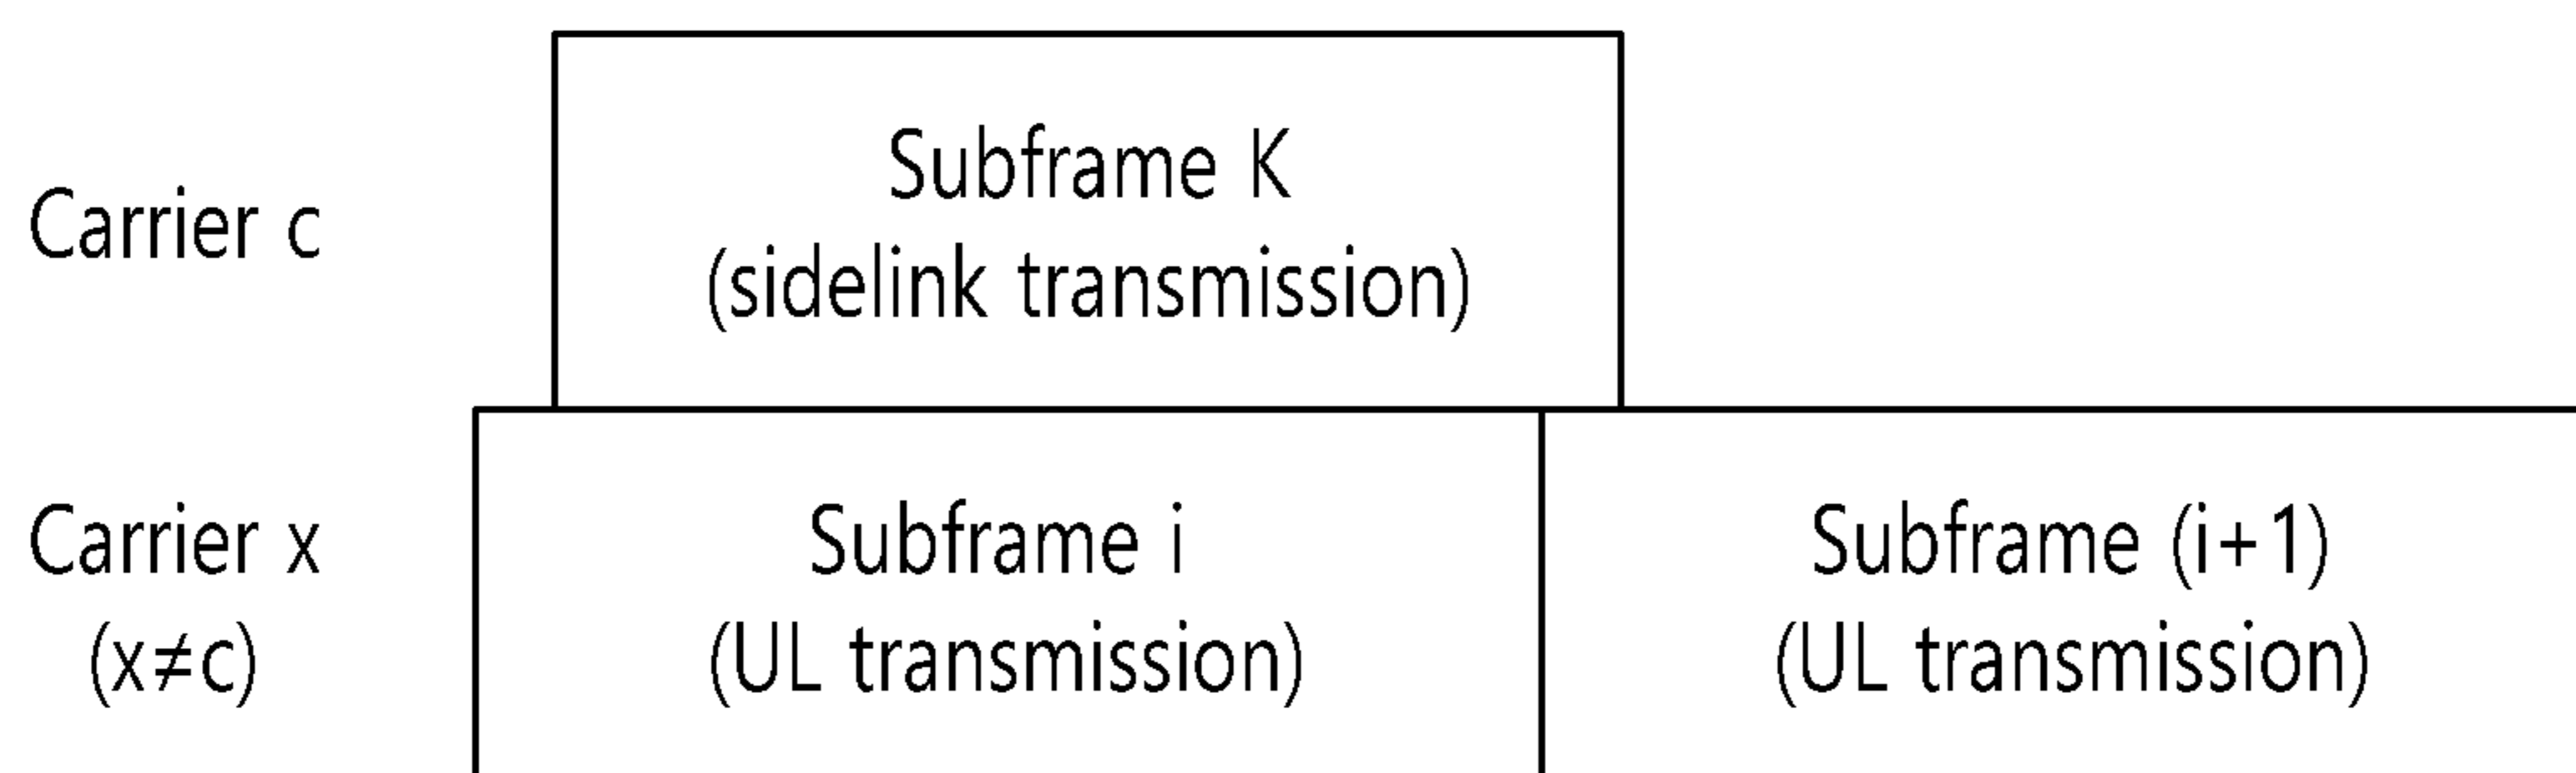 Carrier c
Subframe K
(sidelink transmission)
Carrier x
(x≠c)
Subframe i
(UL transmission)
Subframe (i+1)
(UL transmission)